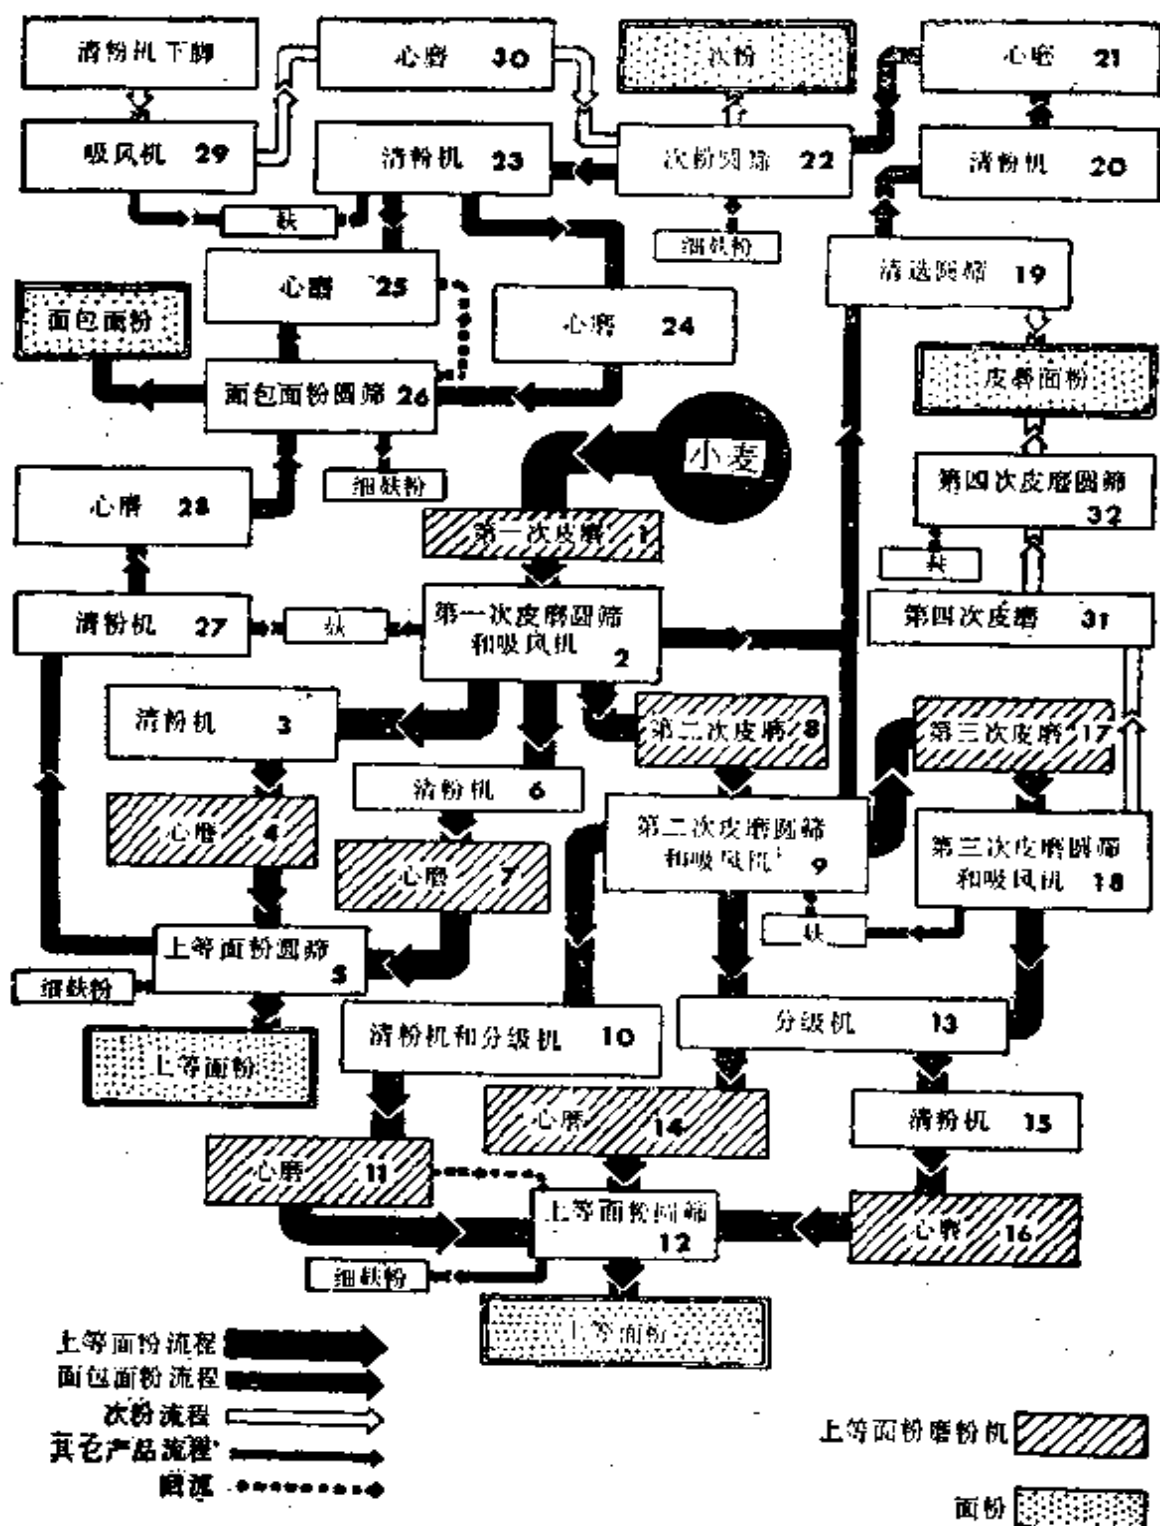 清粉机下脚
心磨 30
次粉
心磨 21
吸风机 29
清粉机 23
次粉圆筛 22
清粉机 20
麸
细麸粉
清选圆筛 19
心磨 25
面包面粉
心磨 24
皮磨面粉
面包面粉圆筛 26
小麦
第四次皮磨圆筛
32
细麸粉
心磨 28
第一次皮磨 1
麸
第一次皮磨圆筛
和吸风机
2
清粉机 27
麸
第四次皮磨 31
清粉机 3
第二次皮磨 8
第三次皮磨 17
清粉机 6
心磨 4
第二次皮磨圆筛
和吸风机
9
第三次皮磨圆筛
和吸风机 18
心磨 7
麸
上等面粉圆筛
5
细麸粉
清粉机和分级机 10
分级机 13
上等面粉
心磨 14
清粉机 15
心磨 11
上等面粉圆筛
12
心磨 16
细麸粉
上等面粉
上等面粉流程
面包面粉流程
次粉流程
其它产品流程
回流
上等面粉磨粉机
面粉